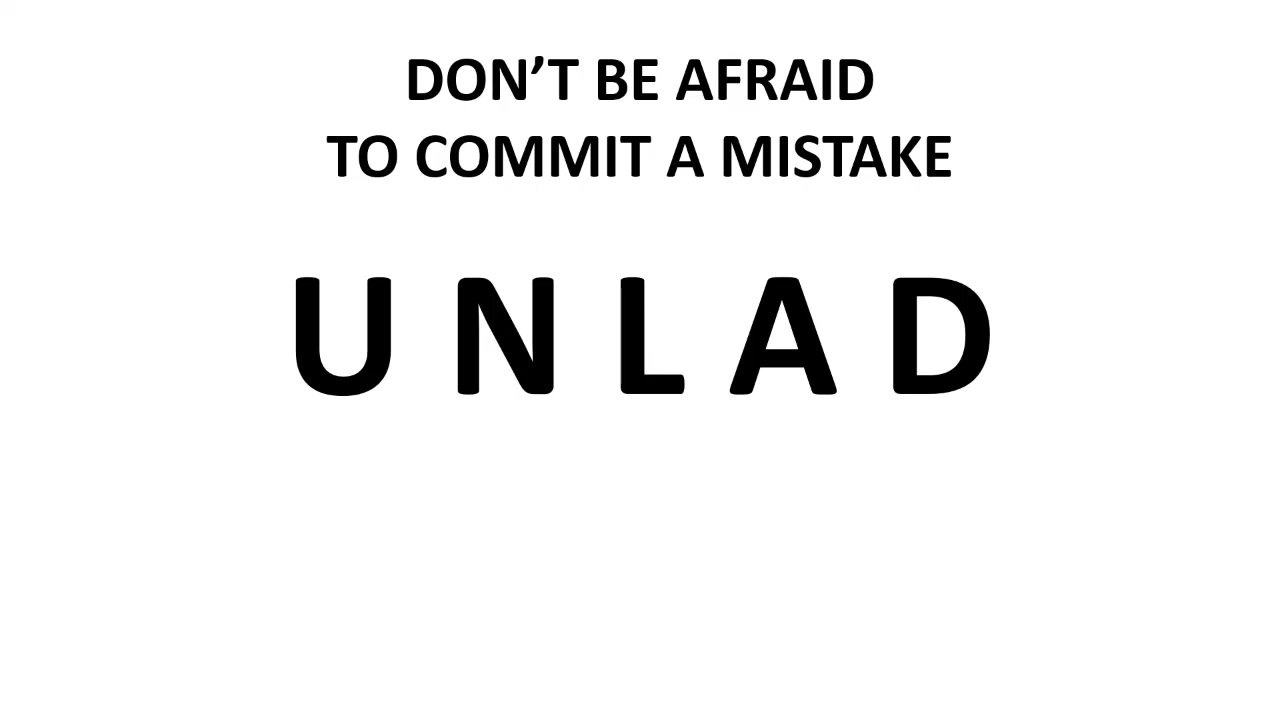 DON’T BE AFRAID
TO COMMIT A MISTAKE
U N L A D